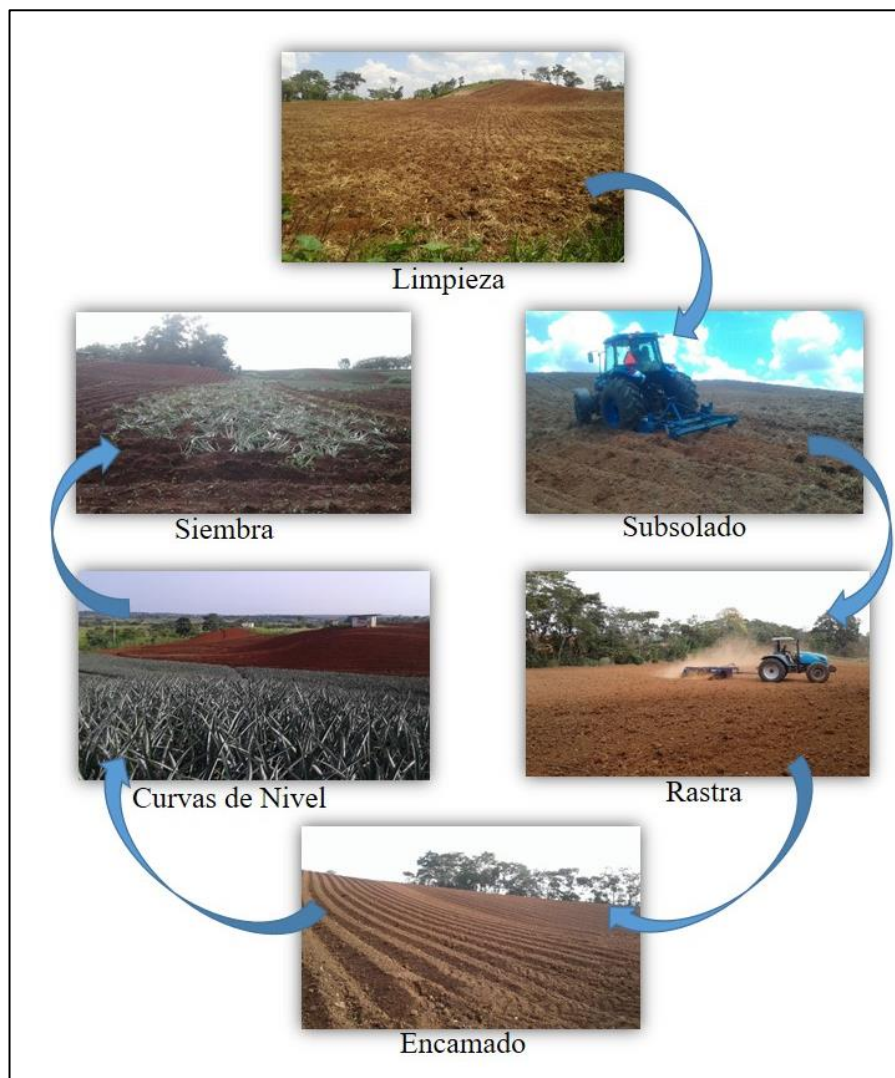 Limpieza
Siembra
Subsolado
Curvas de Nivel
Rastra
Encamado